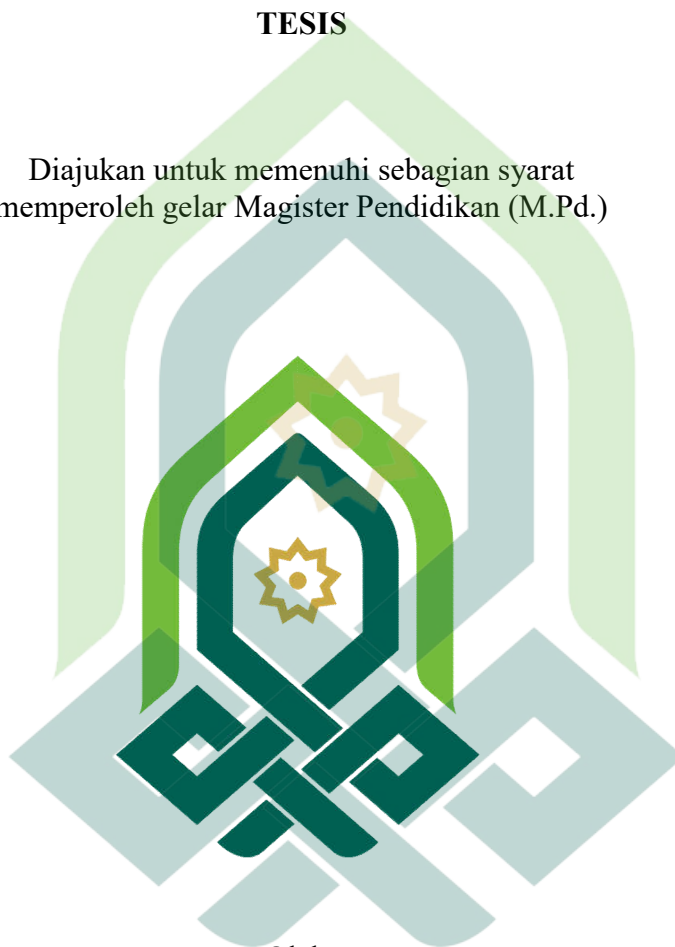 TESIS
Diajukan untuk memenuhi sebagian syarat
memperoleh gelar Magister Pendidikan (M.Pd.)